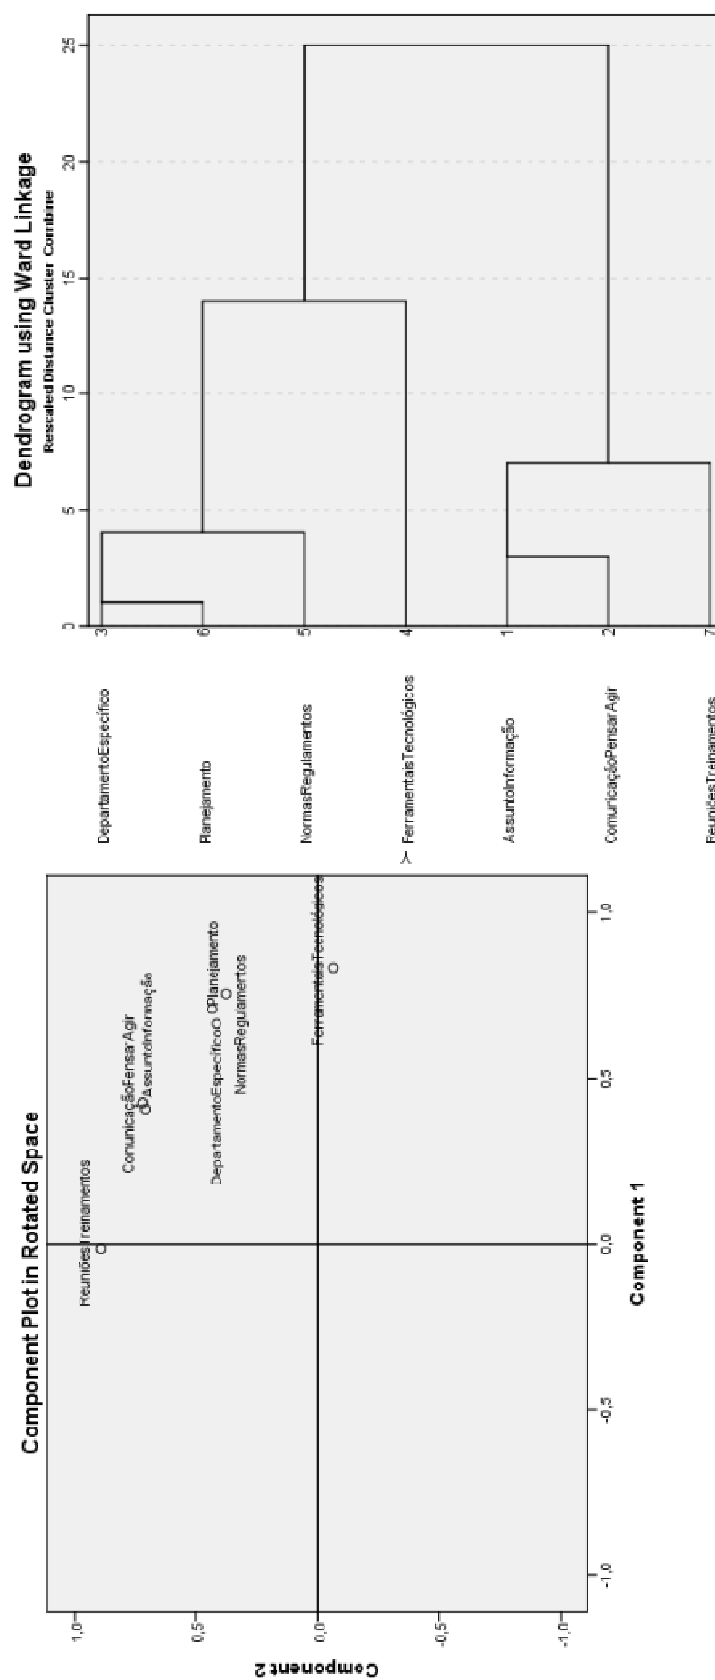 Component Plot in Rotated Space
Component 2
1,0
0,5
0,0
-0,5
-1,0
ReuniõesTreinamentos
ComunicaçãoPensarAgir
AssuntoInformação
DepartamentoEspecífico
Planejamento
NormasRegulamentos
FerramentaisTecnológicos
-1,0
-0,5
0,0
0,5
1,0
Component 1
Dendrogram using Ward Linkage
Rescaled Distance Cluster Combine
0
5
10
15
20
25
DepartamentoEspecífico 3
Planejamento 6
NormasRegulamentos 5
Y
FerramentaisTecnológicos 4
AssuntoInformação 1
ComunicaçãoPensarAgir 2
ReuniõesTreinamentos 7